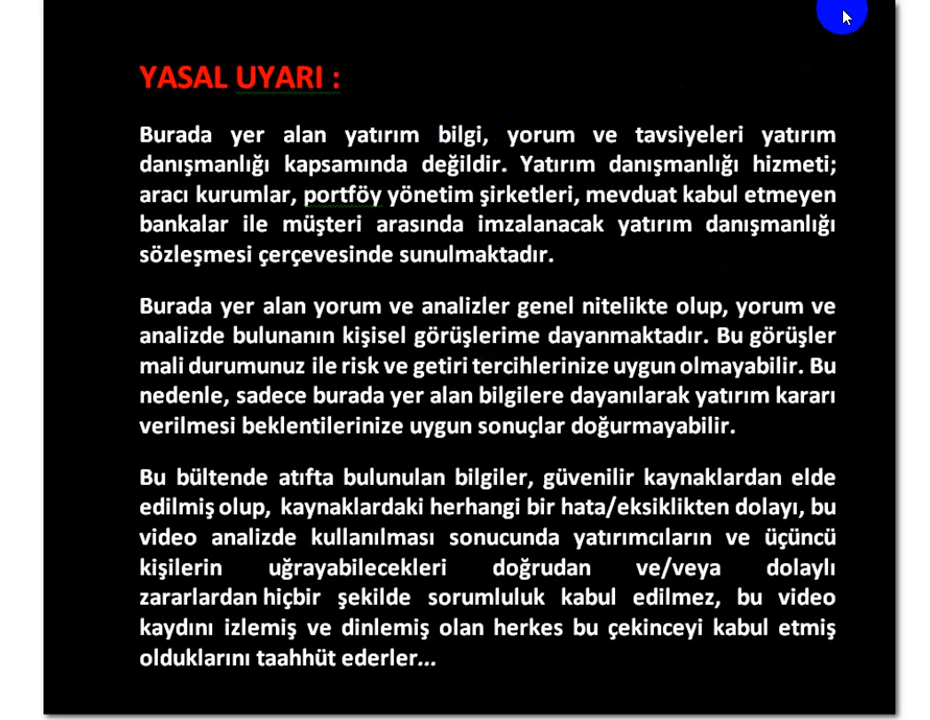 YASAL UYARI :
Burada yer alan yatırım bilgi, yorum ve tavsiyeleri yatırım
danışmanlığı kapsamında değildir. Yatırım danışmanlığı hizmeti;
aracı kurumlar, portföy yönetim şirketleri, mevduat kabul etmeyen
bankalar ile müşteri arasında imzalanacak yatırım danışmanlığı
sözleşmesi çerçevesinde sunulmaktadır.
Burada yer alan yorum ve analizler genel nitelikte olup, yorum ve
analizde bulunanın kişisel görüşlerime dayanmaktadır. Bu görüşler
mali durumunuz ile risk ve getiri tercihlerinize uygun olmayabilir. Bu
nedenle, sadece burada yer alan bilgilere dayanılarak yatırım kararı
verilmesi beklentilerinize uygun sonuçlar doğurmayabilir.
Bu bültende atıfta bulunulan bilgiler, güvenilir kaynaklardan elde
edilmiş olup, kaynaklardaki herhangi bir hata/eksiklikten dolayı, bu
video analizde kullanılması sonucunda yatırımcıların ve üçüncü
kişilerin uğrayabilecekleri doğrudan ve/veya dolaylı
zararlardan hiçbir şekilde sorumluluk kabul edilmez, bu video
kaydını izlemiş ve dinlemiş olan herkes bu çekinceyi kabul etmiş
olduklarını taahhüt ederler...